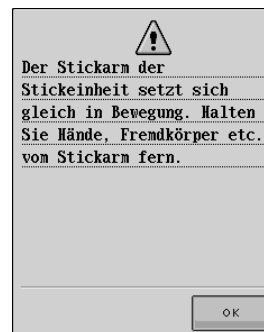 Der Stickarm der
Stickeinheit setzt sich
gleich in Bewegung. Halten
Sie Hände, Fremdkörper etc.
vom Stickarm fern.
OK